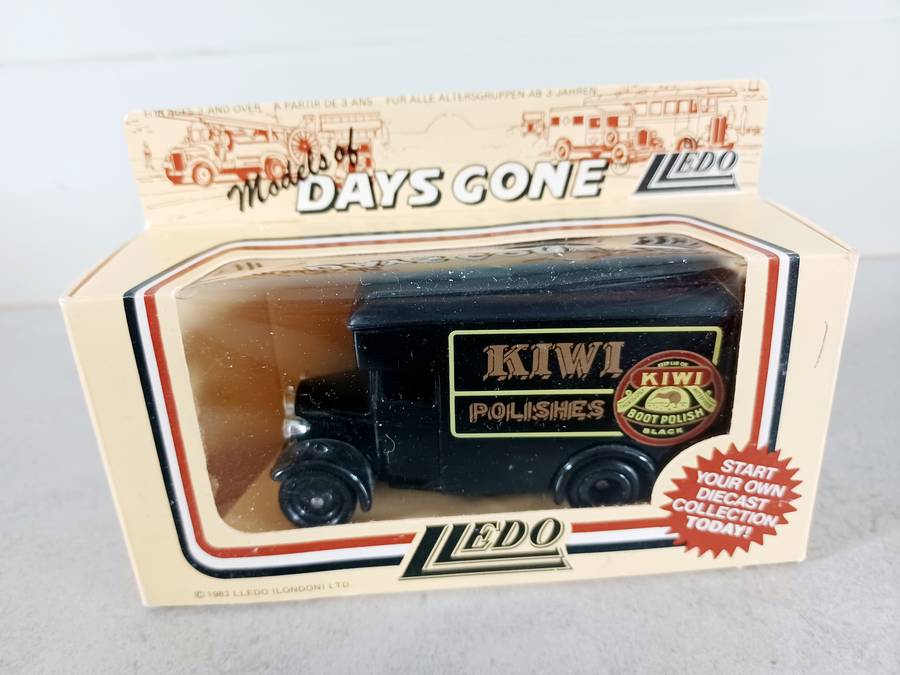 FOR AGES 3 AND OVER. A PARTIR DE 3 ANS FÜR ALLE ALTERSGRUPPEN AB 3 JAHREN
Models of
DAYS GONE
LLEDO
KIWI
POLISHES
KIWI
BOOT POLISH
BLACK
START
YOUR OWN
DIECAST
COLLECTION
TODAY!
LLEDO
© 1983 LLEDO (LONDON) LTD.